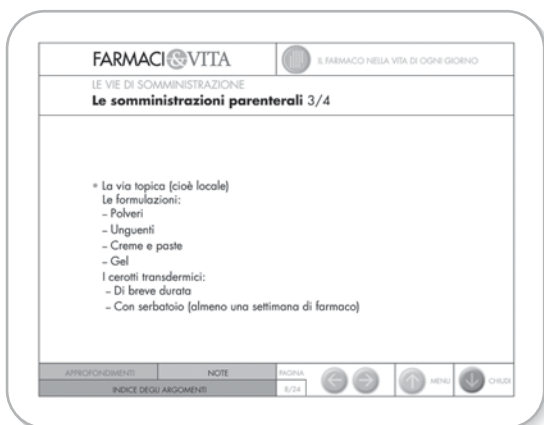 FARMACI&VITA
IL FARMACO NELLA VITA DI OGNI GIORNO
LE VIE DI SOMMINISTRAZIONE
Le somministrazioni parenterali 3/4
• La via topica (cioè locale)
Le formulazioni:
– Polveri
– Unguenti
– Creme e paste
– Gel
I cerotti transdermici:
– Di breve durata
– Con serbatoio (almeno una settimana di farmaco)
APPROFONDIMENTI NOTE PAGINA
MENU CHIUDI
INDICE DEGLI ARGOMENTI 8/24